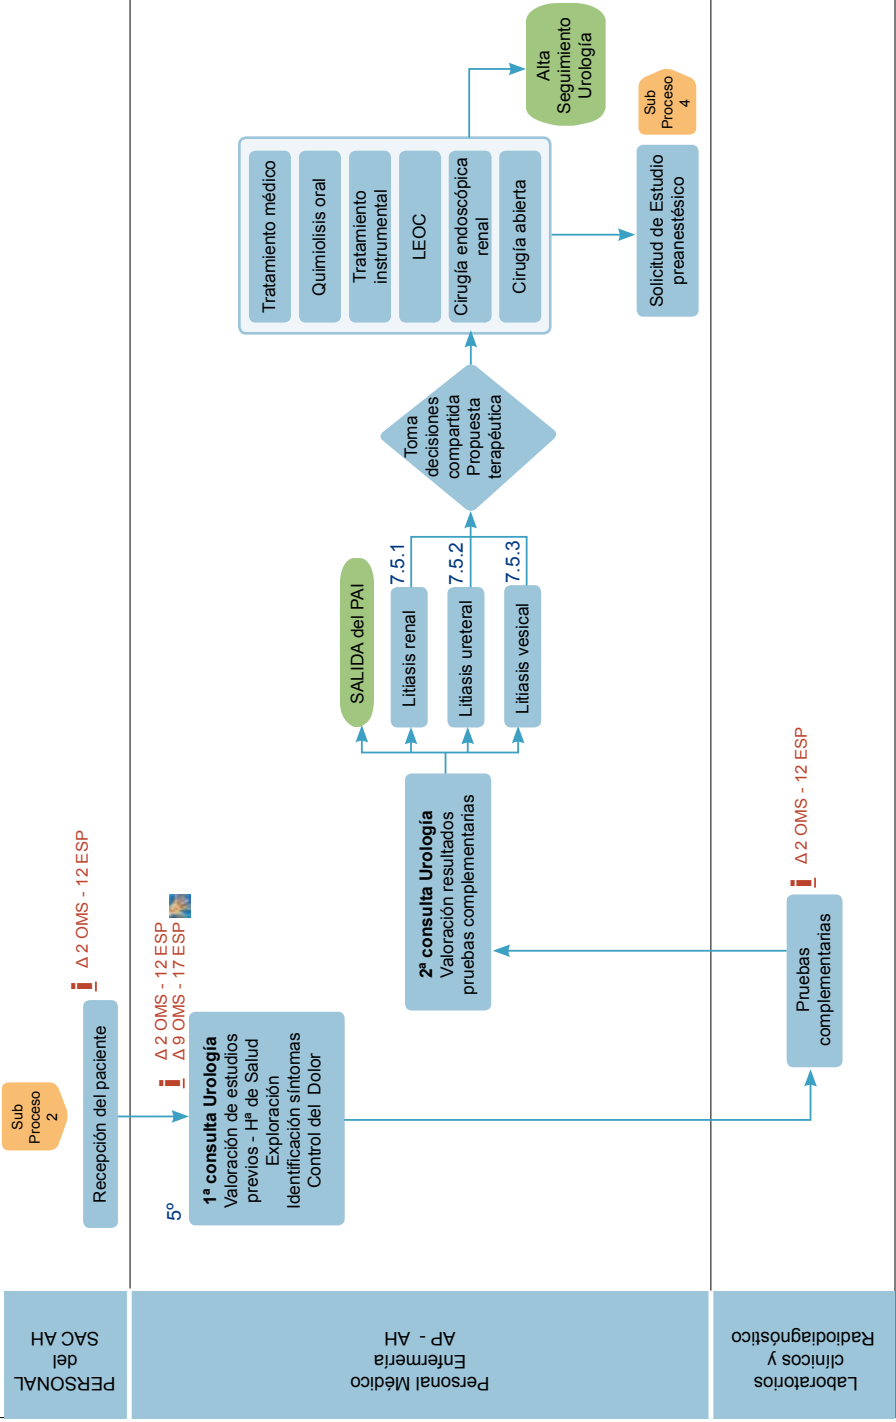 PERSONAL
del
SAC AH
Sub
Proceso
2
Recepción del paciente
i
Δ 2 OMS - 12 ESP
Personal Médico
Enfermería
AP - AH
5º
i
Δ 2 OMS - 12 ESP
Δ 9 OMS - 17 ESP
1ª consulta Urología
Valoración de estudios
previos - Hª de Salud
Exploración
Identificación síntomas
Control del Dolor
2ª consulta Urología
Valoración resultados
pruebas complementarias
SALIDA del PAI
Litiasis renal
7.5.1
Litiasis ureteral
7.5.2
Litiasis vesical
7.5.3
Toma
decisiones
compartida
Propuesta
terapéutica
Tratamiento médico
Quimiolisis oral
Tratamiento
instrumental
LEOC
Cirugía endoscópica
renal
Cirugía abierta
Alta
Seguimiento
Urología
Solicitud de Estudio
preanestésico
Sub
Proceso
4
Laboratorios
clínicos y
Radiodiagnóstico
Pruebas
complementarias
i
Δ 2 OMS - 12 ESP